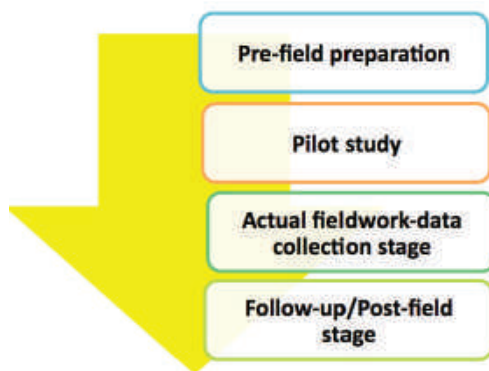 Pre-field preparation
Pilot study
Actual fieldwork-data
collection stage
Follow-up/Post-field
stage